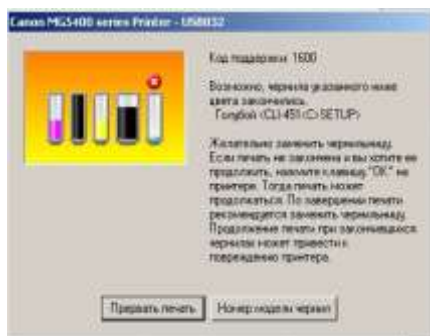 Canon MG5400 series Printer - USB032
Код поддержки: 1600
Возможно, чернила указанного ниже
цвета закончились.
Голубой <CLI-451<C>SETUP>
Желательно заменить чернильницу.
Если печать не закончена и вы хотите ее
продолжить, нажмите клавишу "OK" на
принтере. Тогда печать может
продолжаться. По завершении печати
рекомендуется заменить чернильницу.
Продолжение печати при закончившихся
чернилах может привести к
повреждению принтера.
Прервать печать
Номер модели чернил